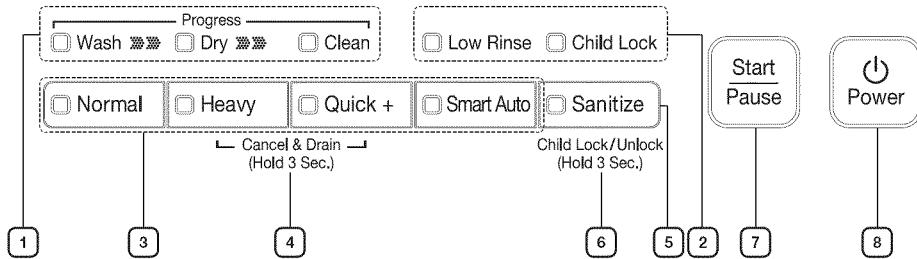 Progress
Wash Dry Clean
Low Rinse Child Lock
Start
Pause
Power
Normal Heavy Quick + Smart Auto Sanitize
Cancel & Drain
(Hold 3 Sec.)
Child Lock/Unlock
(Hold 3 Sec.)
1 3 4 6 5 2 7 8